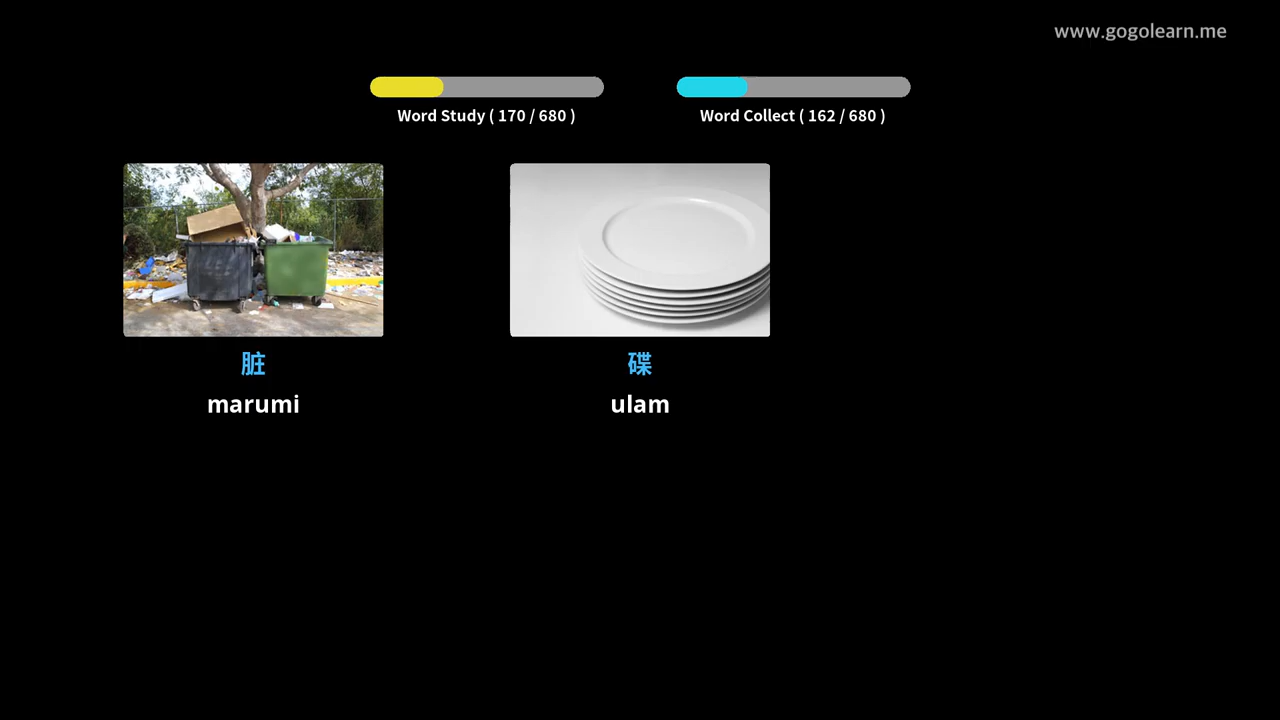 www.gogolearn.me
Word Study ( 170 / 680 )
Word Collect ( 162 / 680 )
脏
碟
marumi
ulam